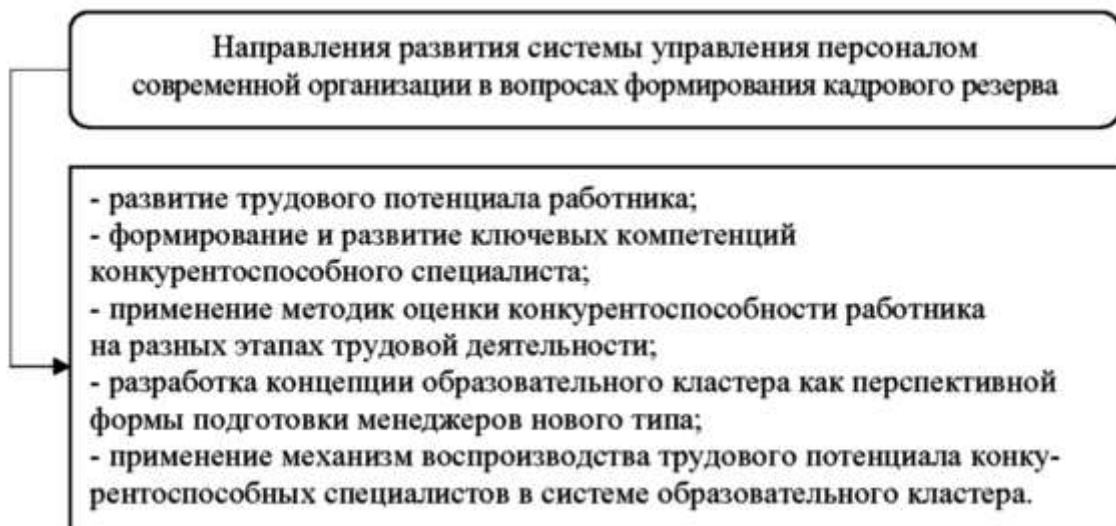 Направления развития системы управления персоналом
современной организации в вопросах формирования кадрового резерва
- развитие трудового потенциала работника;
- формирование и развитие ключевых компетенций
конкурентоспособного специалиста;
- применение методик оценки конкурентоспособности работника
на разных этапах трудовой деятельности;
- разработка концепции образовательного кластера как перспективной
формы подготовки менеджеров нового типа;
- применение механизм воспроизводства трудового потенциала конку-
рентоспособных специалистов в системе образовательного кластера.